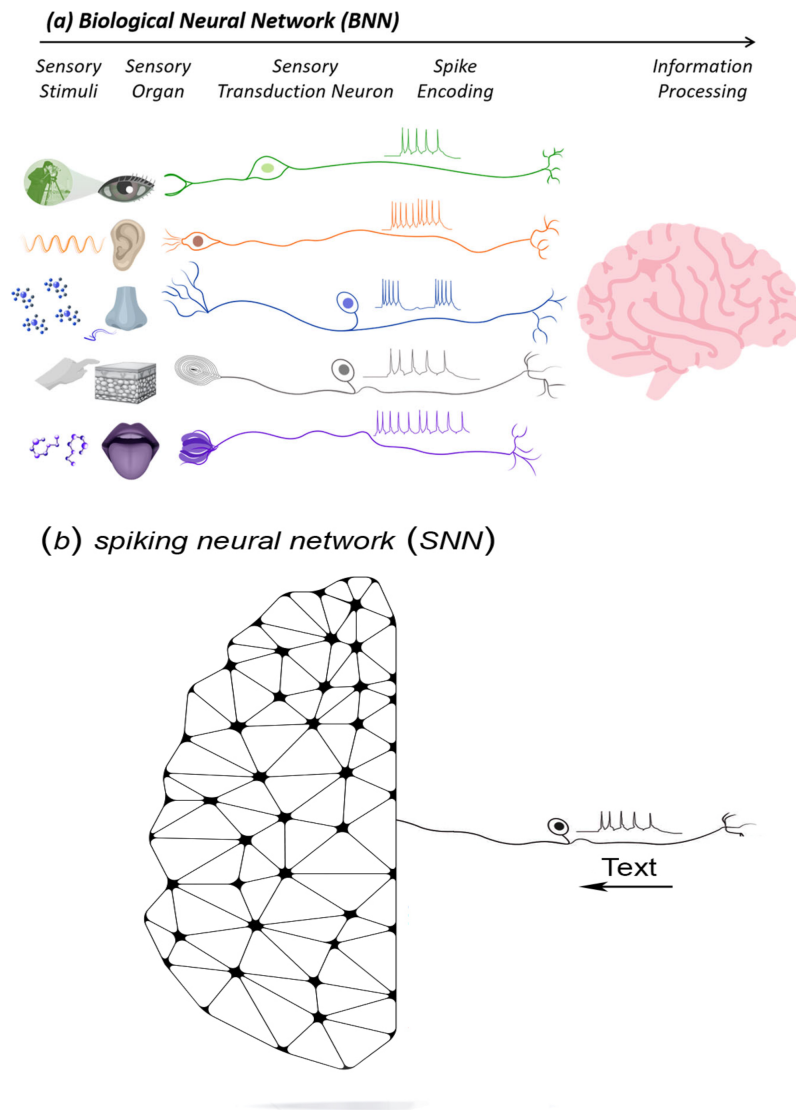 (a) Biological Neural Network (BNN)
Sensory Sensory Sensory Spike Information
Stimuli Organ Transduction Neuron Encoding Processing
(b) spiking neural network (SNN)
Text